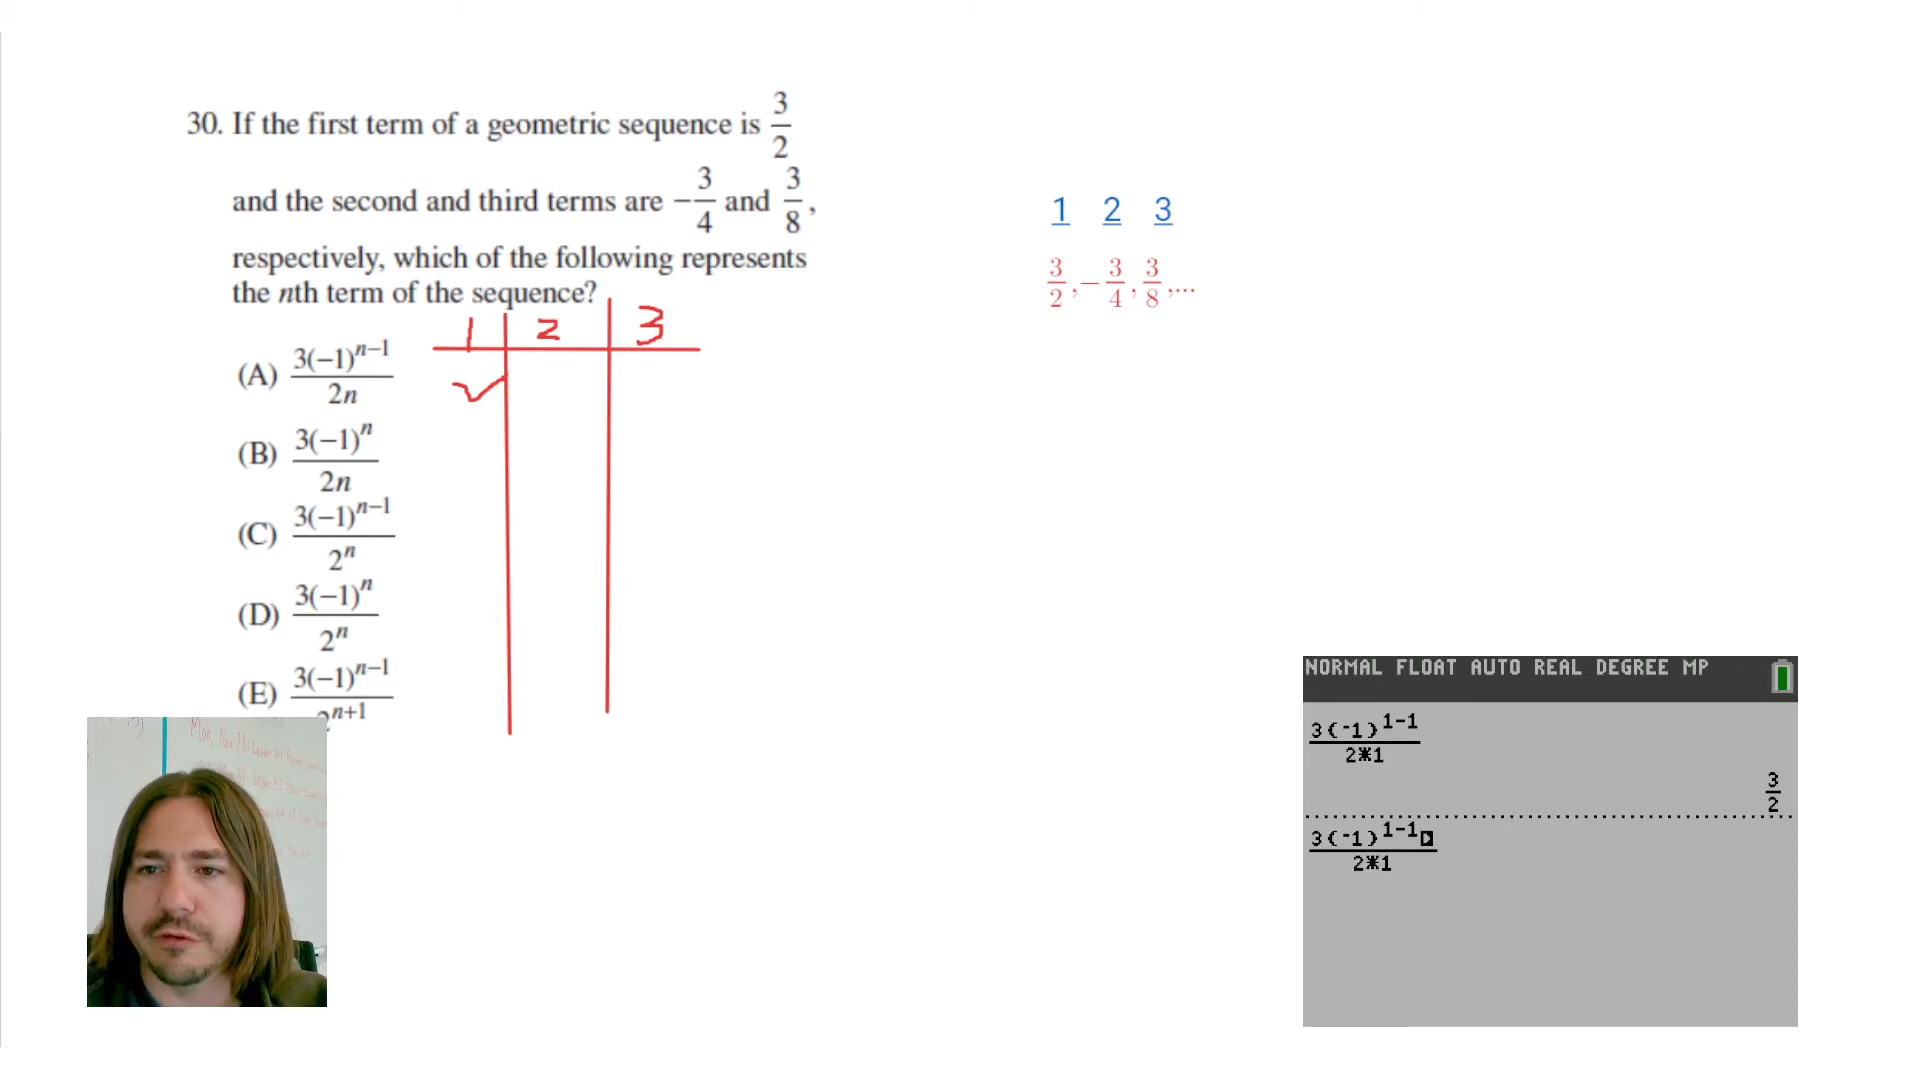 30. If the first term of a geometric sequence is 3/2
and the second and third terms are −3/4 and 3/8,
respectively, which of the following represents
the nth term of the sequence?
1 2 3
(A) 3(−1)^{n−1}/2n ✓
(B) 3(−1)^n/2n
(C) 3(−1)^{n−1}/2^n
(D) 3(−1)^n/2^n
(E) 3(−1)^{n−1}/2^{n+1}
1 2 3
3/2, −3/4, 3/8, ...
NORMAL FLOAT AUTO REAL DEGREE MP
3(-1)^{1-1}/2*1
3/2
3(-1)^{1-1}/2*1
Mon, Nov 28: Lesson